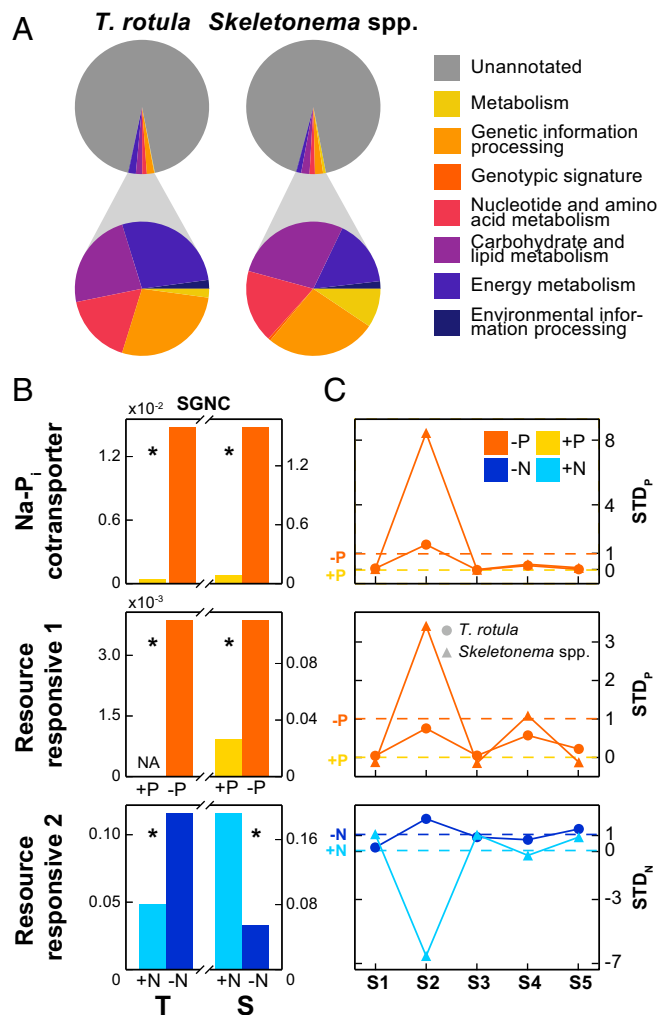 A
T. rotula Skeletonema spp.
Unannotated
Metabolism
Genetic information
processing
Genotypic signature
Nucleotide and amino
acid metabolism
Carbohydrate and
lipid metabolism
Energy metabolism
Environmental infor-
mation processing
B
C
SGNC
x10⁻²
Na-Pi
cotransporter
1.2
0.6
0
* *
1.2
0.6
0
-P +P
-N +N
8
4
1
0
STDP
-P
+P
x10⁻³
Resource
responsive 1
3.0
1.5
0
* *
NA
+P -P +P -P
0.08
0.04
0
T. rotula
Skeletonema spp.
3
2
1
0
STDP
-P
+P
Resource
responsive 2
0.10
0.05
0
* *
+N -N +N -N
T S
0.16
0.08
0
-N
+N
1
0
-3
-7
STDN
S1 S2 S3 S4 S5